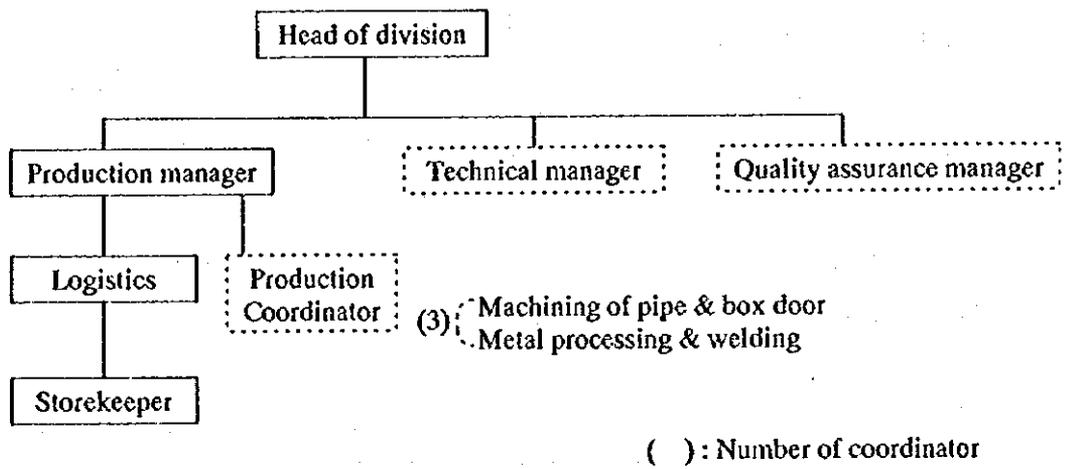 Head of division
Production manager
Technical manager
Quality assurance manager
Logistics
Production
Coordinator
(3)
Machining of pipe & box door
Metal processing & welding
Storekeeper
( ) : Number of coordinator